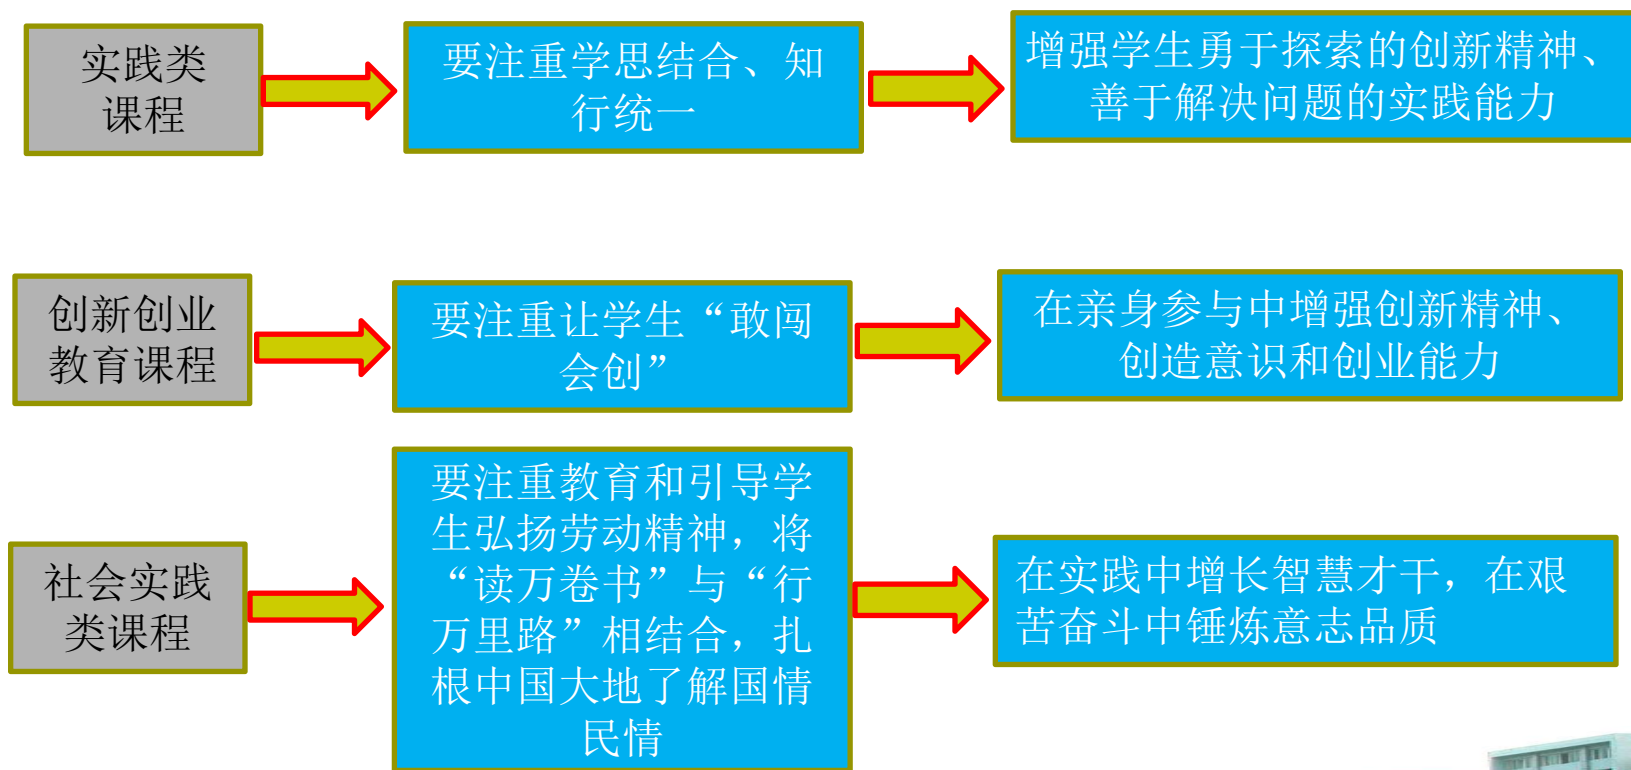 实践类
课程
要注重学思结合、知
行统一
增强学生勇于探索的创新精神、
善于解决问题的实践能力
创新创业
教育课程
要注重让学生“敢闯
会创”
在亲身参与中增强创新精神、
创造意识和创业能力
社会实践
类课程
要注重教育和引导学
生弘扬劳动精神，将
“读万卷书”与“行
万里路”相结合，扎
根中国大地了解国情
民情
在实践中增长智慧才干，在艰
苦奋斗中锤炼意志品质